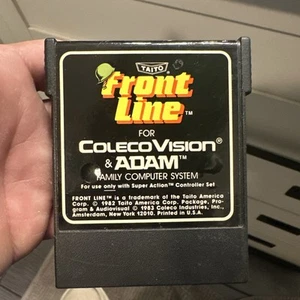 TAITO
Front
Line™
FOR
COLECOVISION®
& ADAM™
FAMILY COMPUTER SYSTEM
For use only with Super Action™ Controller Set
FRONT LINE™ is a trademark of the Taito America
Corp. © 1982 Taito America Corp. Package, Pro-
gram & Audiovisual © 1983 Coleco Industries, Inc.,
Amsterdam, New York 12010. Printed in U.S.A.